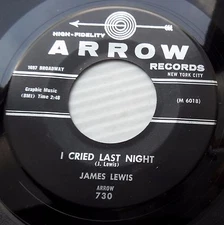 HIGH-FIDELITY
ARROW
1697 BROADWAY
RECORDS
NEW YORK CITY
Graphic Music
(BMI) Time 2:48
(M 6018)
I CRIED LAST NIGHT
(J. Lewis)
JAMES LEWIS
ARROW
730